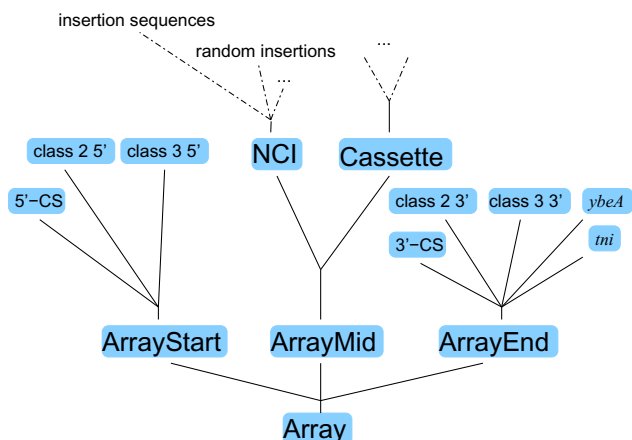 insertion sequences
random insertions
...
...
class 2 5’
class 3 5’
NCI
Cassette
5’−CS
class 2 3’
class 3 3’
ybeA
3’−CS
tni
ArrayStart
ArrayMid
ArrayEnd
Array